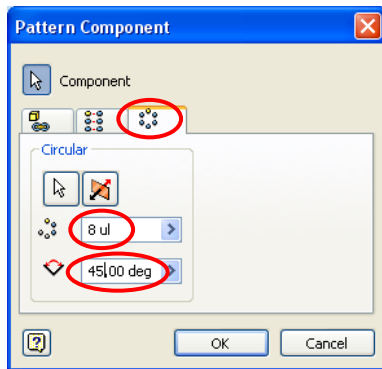 Pattern Component
Component
Circular
8 ul
45.00 deg
OK
Cancel